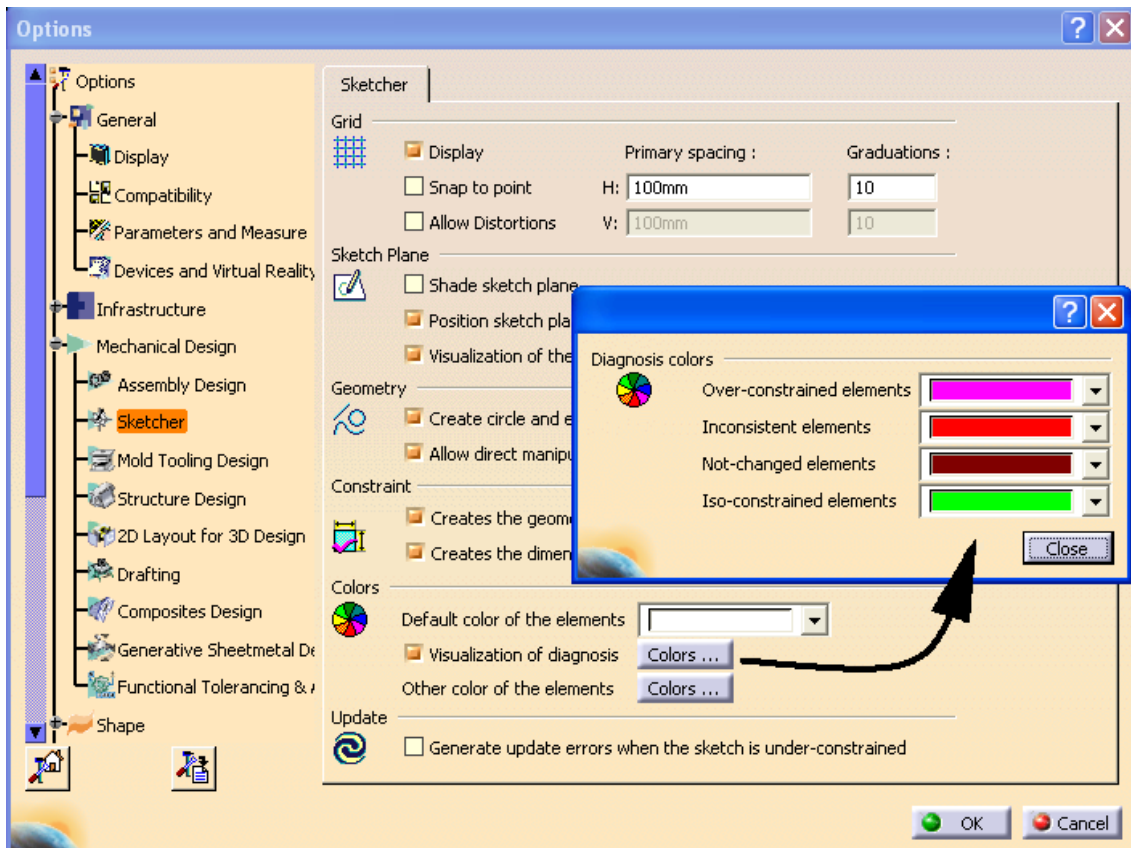 Options
Options
General
Display
Compatibility
Parameters and Measure
Devices and Virtual Reality
Infrastructure
Mechanical Design
Assembly Design
Sketcher
Mold Tooling Design
Structure Design
2D Layout for 3D Design
Drafting
Composites Design
Generative Sheetmetal De
Functional Tolerancing &
Shape
Sketcher
Grid
Display Primary spacing : Graduations :
Snap to point H: 100mm 10
Allow Distortions V: 100mm 10
Sketch Plane
Shade sketch plane
Position sketch pla
Visualization of the
Geometry
Create circle and e
Allow direct manipu
Constraint
Creates the geome
Creates the dimen
Colors
Default color of the elements
Visualization of diagnosis Colors ...
Other color of the elements Colors ...
Update
Generate update errors when the sketch is under-constrained
Diagnosis colors
Over-constrained elements
Inconsistent elements
Not-changed elements
Iso-constrained elements
Close
OK Cancel